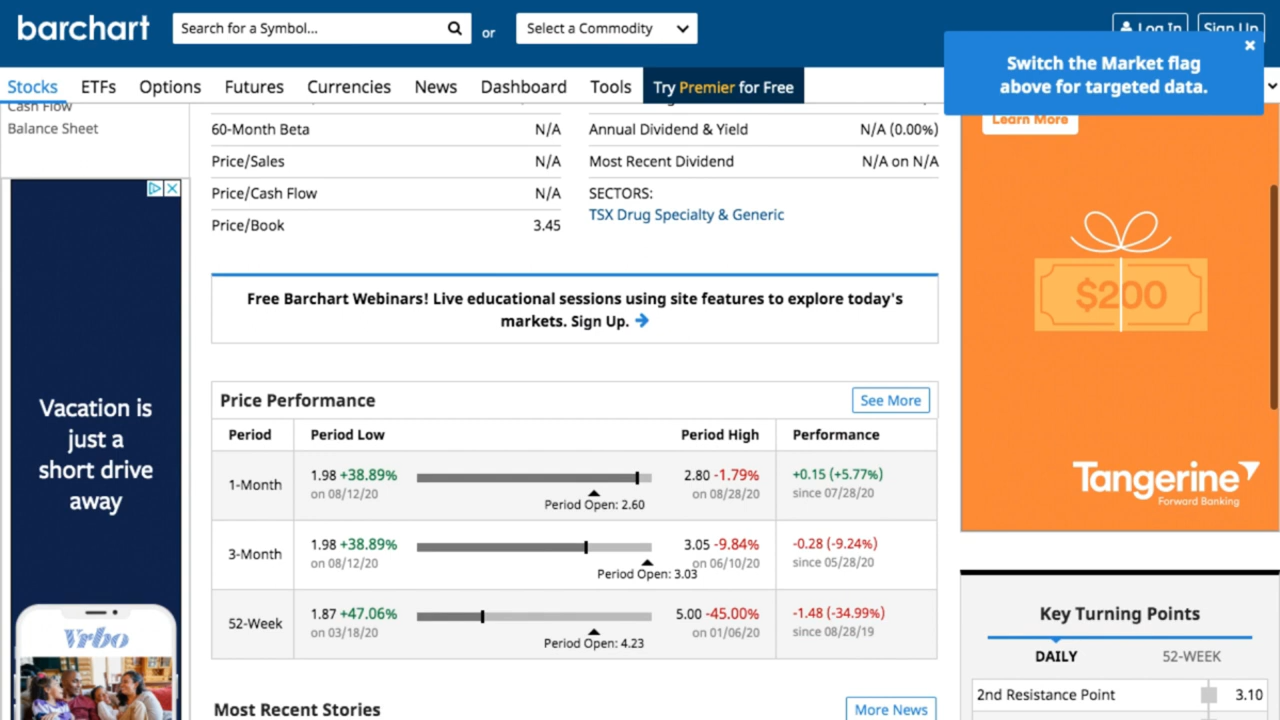 barchart
Search for a Symbol...
or
Select a Commodity
Log In
Sign Up
Switch the Market flag
above for targeted data.
Stocks
ETFs
Options
Futures
Currencies
News
Dashboard
Tools
Try Premier for Free
Cash Flow
Balance Sheet
60-Month Beta N/A
Price/Sales N/A
Price/Cash Flow N/A
Price/Book 3.45
Annual Dividend & Yield N/A (0.00%)
Most Recent Dividend N/A on N/A
SECTORS:
TSX Drug Specialty & Generic
Free Barchart Webinars! Live educational sessions using site features to explore today's
markets. Sign Up.
Price Performance
See More
Period Period Low Period High Performance
1-Month 1.98 +38.89% 2.80 -1.79% +0.15 (+5.77%)
on 08/12/20 on 08/28/20 since 07/28/20
Period Open: 2.60
3-Month 1.98 +38.89% 3.05 -9.84% -0.28 (-9.24%)
on 08/12/20 on 06/10/20 since 05/28/20
Period Open: 3.03
52-Week 1.87 +47.06% 5.00 -45.00% -1.48 (-34.99%)
on 03/18/20 on 01/06/20 since 08/28/19
Period Open: 4.23
Most Recent Stories
More News
Vacation is
just a
short drive
away
Vrbo
Learn More
$200
Tangerine
Forward Banking
Key Turning Points
DAILY
52-WEEK
2nd Resistance Point 3.10